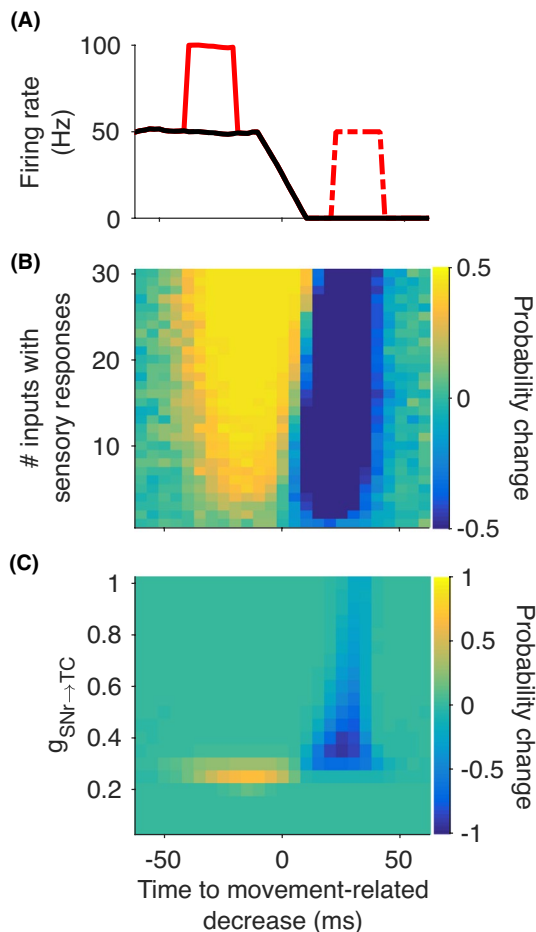 (A)
100
50
0
Firing rate
(Hz)
(B)
30
20
10
# inputs with
sensory responses
0.5
0
-0.5
Probability change
(C)
1
0.8
0.6
0.4
0.2
gSNr→TC
1
0.5
0
-0.5
-1
Probability change
-50
0
50
Time to movement-related
decrease (ms)